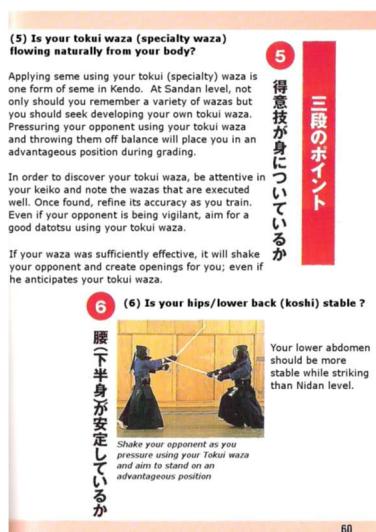 (5) Is your tokui waza (specialty waza)
flowing naturally from your body?
5
得意技が身についているか
三段のポイント
Applying seme using your tokui (specialty) waza is
one form of seme in Kendo. At Sandan level, not
only should you remember a variety of wazas but
you should seek developing your own tokui waza.
Pressuring your opponent using your tokui waza
and throwing them off balance will place you in an
advantageous position during grading.
In order to discover your tokui waza, be attentive in
your keiko and note the wazas that are executed
well. Once found, refine its accuracy as you train.
Even if your opponent is being vigilant, aim for a
good datotsu using your tokui waza.
If your waza was sufficiently effective, it will shake
your opponent and create openings for you; even if
he anticipates your tokui waza.
6
腰(下半身)が安定しているか
(6) Is your hips/lower back (koshi) stable ?
Your lower abdomen
should be more
stable while striking
than Nidan level.
Shake your opponent as you
pressure using your Tokui waza
and aim to stand on an
advantageous position
60